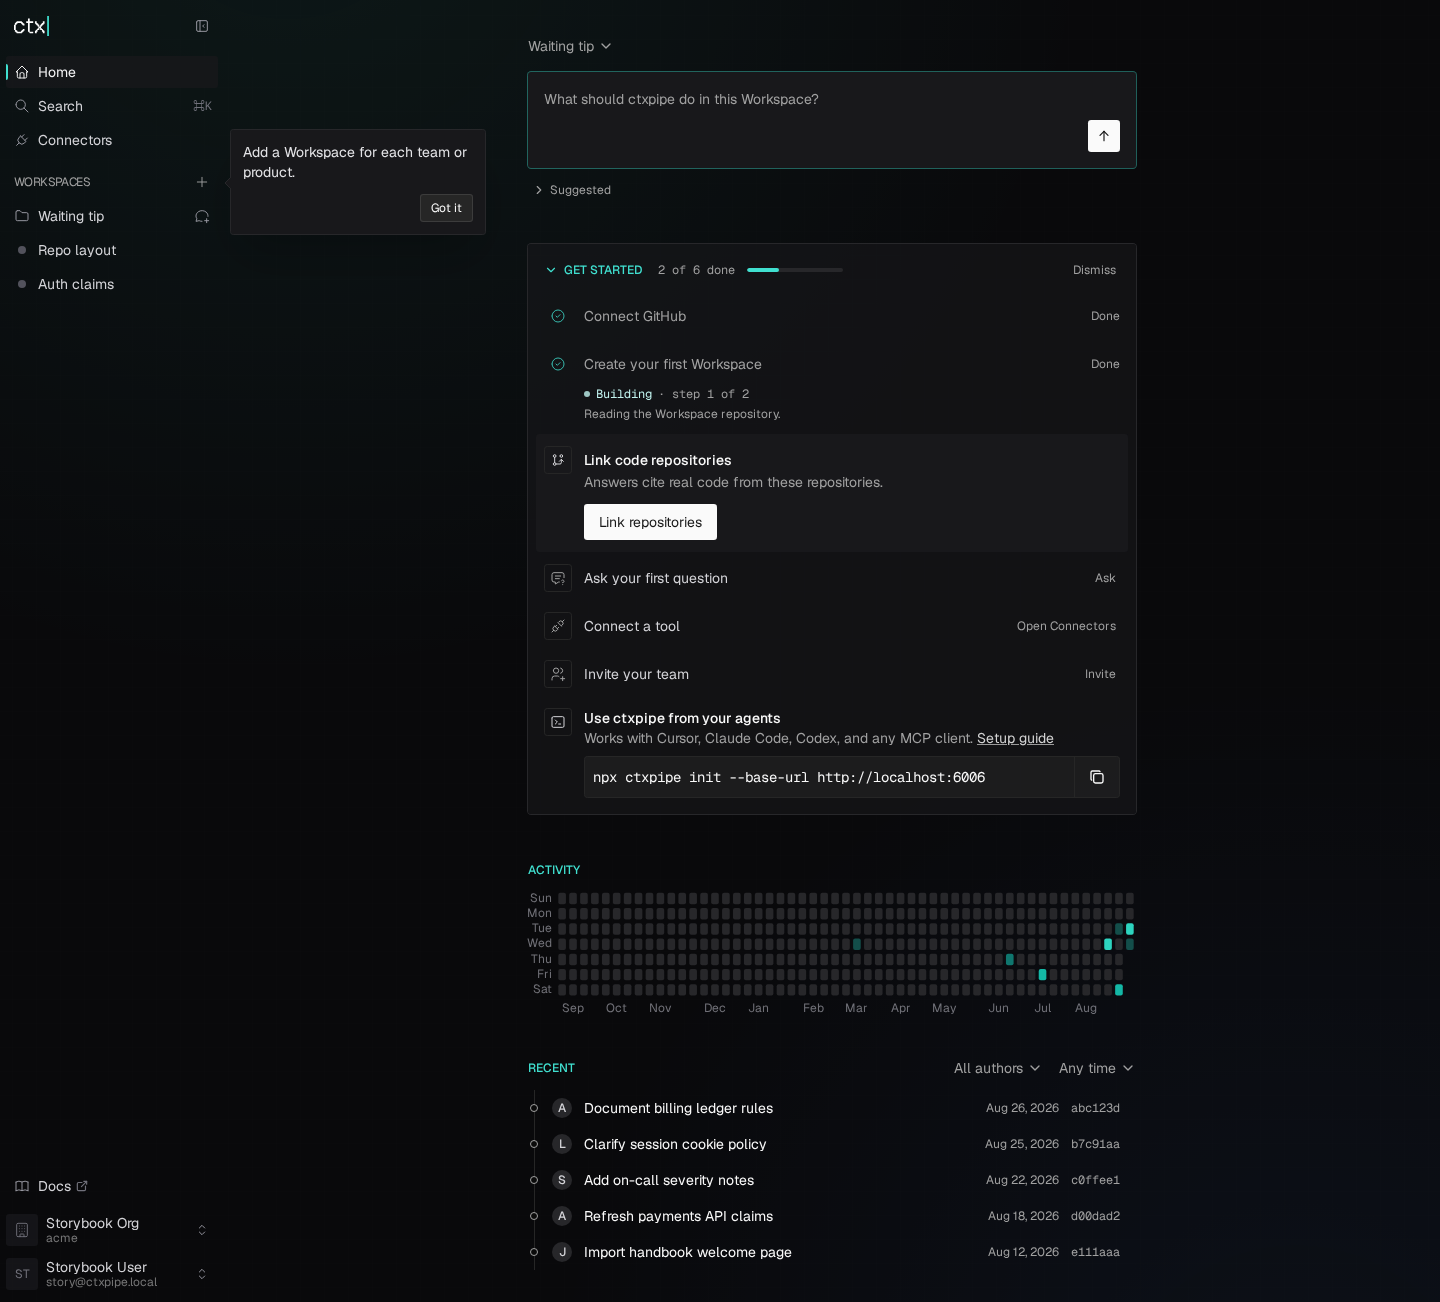 ctx
Home
Search ⌘K
Connectors
WORKSPACES
Waiting tip
Repo layout
Auth claims
Add a Workspace for each team or
product.
Got it
Waiting tip
What should ctxpipe do in this Workspace?
Suggested
GET STARTED 2 of 6 done Dismiss
Connect GitHub Done
Create your first Workspace Done
Building · step 1 of 2
Reading the Workspace repository.
Link code repositories
Answers cite real code from these repositories.
Link repositories
Ask your first question Ask
Connect a tool Open Connectors
Invite your team Invite
Use ctxpipe from your agents
Works with Cursor, Claude Code, Codex, and any MCP client. Setup guide
npx ctxpipe init --base-url http://localhost:6006
ACTIVITY
Sun
Mon
Tue
Wed
Thu
Fri
Sat
Sep Oct Nov Dec Jan Feb Mar Apr May Jun Jul Aug
RECENT All authors Any time
A Document billing ledger rules Aug 26, 2026 abc123d
L Clarify session cookie policy Aug 25, 2026 b7c91aa
S Add on-call severity notes Aug 22, 2026 c0ffee1
A Refresh payments API claims Aug 18, 2026 d00dad2
J Import handbook welcome page Aug 12, 2026 e111aaa
Docs
Storybook Org
acme
ST Storybook User
story@ctxpipe.local